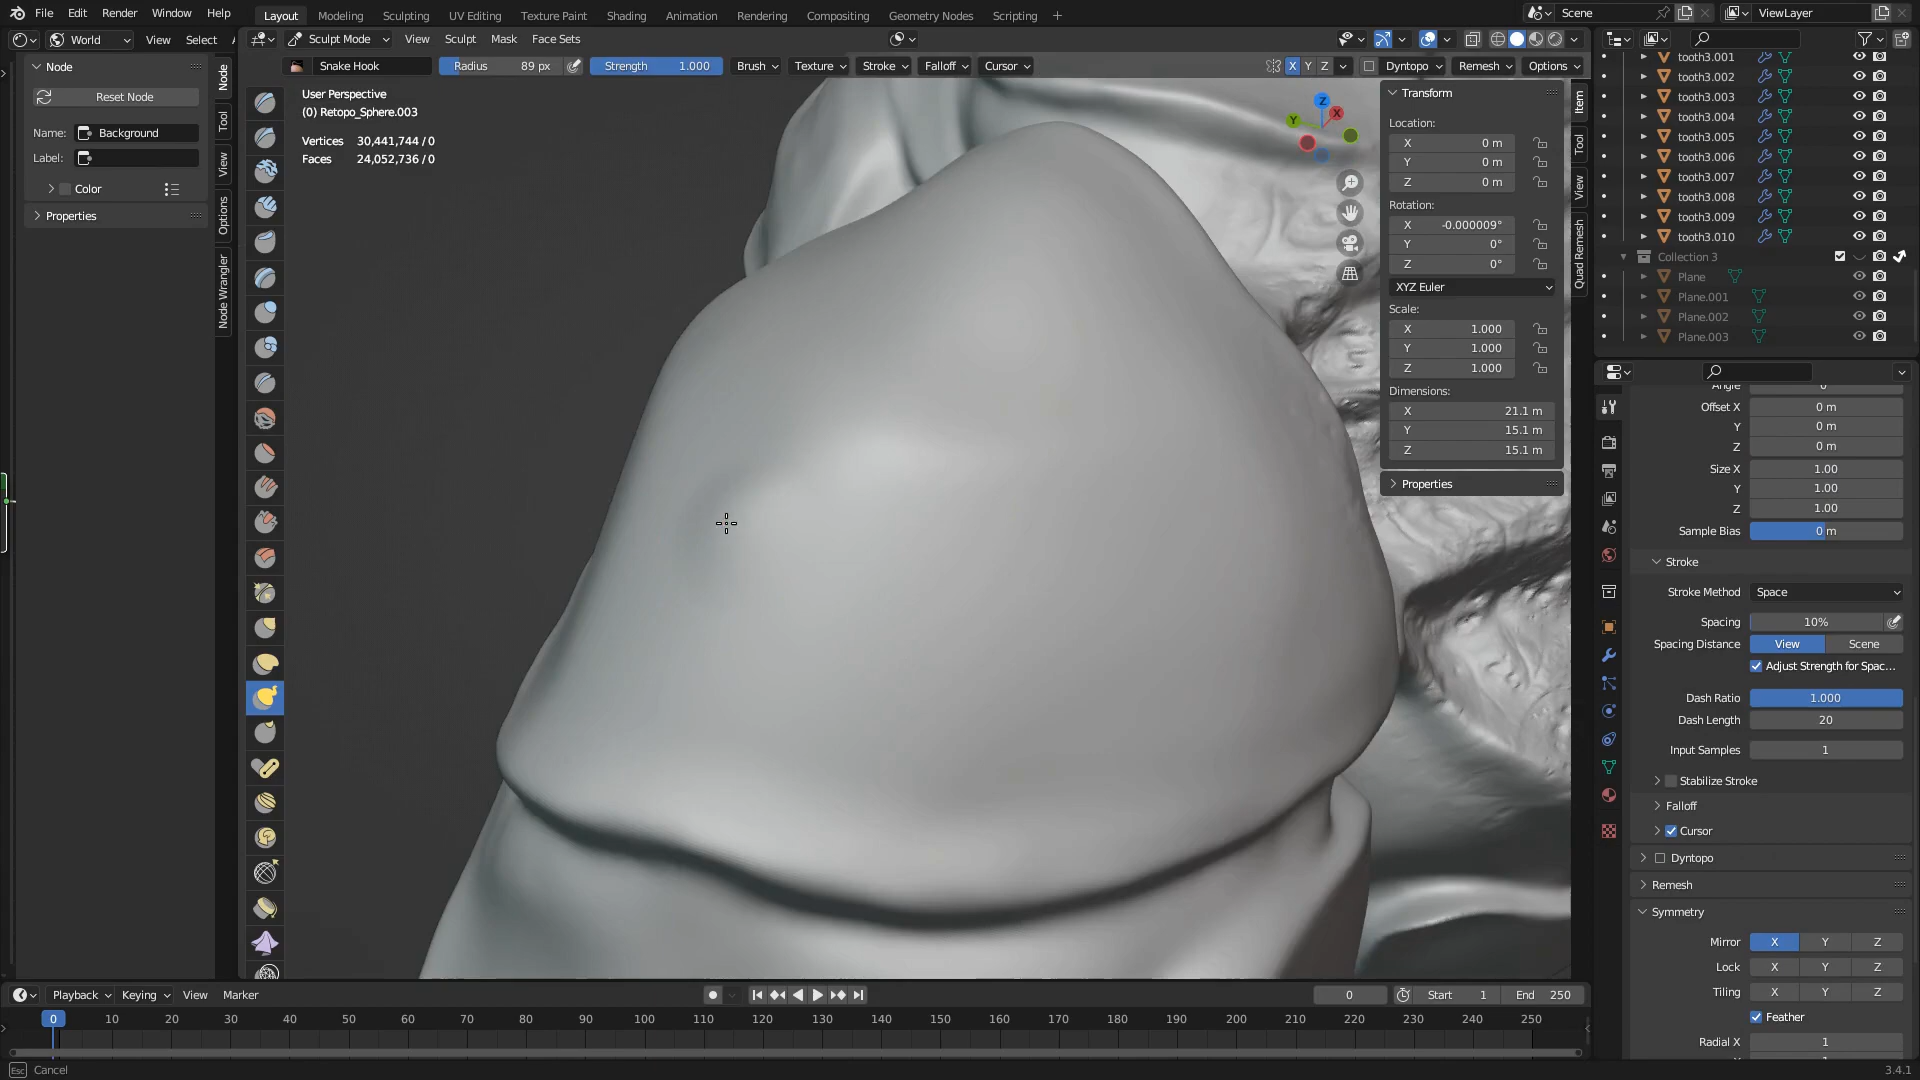 File Edit Render Window Help
Layout Modeling Sculpting UV Editing Texture Paint Shading Animation Rendering Compositing Geometry Nodes Scripting +
Scene
ViewLayer
World View Select
Sculpt Mode View Sculpt Mask Face Sets
Snake Hook Radius 89 px Strength 1.000 Brush Texture Stroke Falloff Cursor
X Y Z Dyntopo Remesh Options
Node
Reset Node
Name: Background
Label:
Color
Properties
Node
Tool
View
Options
Node Wrangler
User Perspective
(0) Retopo_Sphere.003
Vertices 30,441,744 / 0
Faces 24,052,736 / 0
Z
X
Y
Transform
Location:
X 0 m
Y 0 m
Z 0 m
Rotation:
X -0.000009°
Y 0°
Z 0°
XYZ Euler
Scale:
X 1.000
Y 1.000
Z 1.000
Dimensions:
X 21.1 m
Y 15.1 m
Z 15.1 m
Properties
Item
Tool
View
Quad Remesh
tooth3.001
tooth3.002
tooth3.003
tooth3.004
tooth3.005
tooth3.006
tooth3.007
tooth3.008
tooth3.009
tooth3.010
Collection 3
Plane
Plane.001
Plane.002
Plane.003
Angle 0
Offset X 0 m
Y 0 m
Z 0 m
Size X 1.00
Y 1.00
Z 1.00
Sample Bias 0 m
Stroke
Stroke Method Space
Spacing 10%
Spacing Distance View Scene
Adjust Strength for Spac...
Dash Ratio 1.000
Dash Length 20
Input Samples 1
Stabilize Stroke
Falloff
Cursor
Dyntopo
Remesh
Symmetry
Mirror X Y Z
Lock X Y Z
Tiling X Y Z
Feather
Radial X 1
Playback Keying View Marker
0 Start 1 End 250
0 10 20 30 40 50 60 70 80 90 100 110 120 130 140 150 160 170 180 190 200 210 220 230 240 250
Esc Cancel
3.4.1